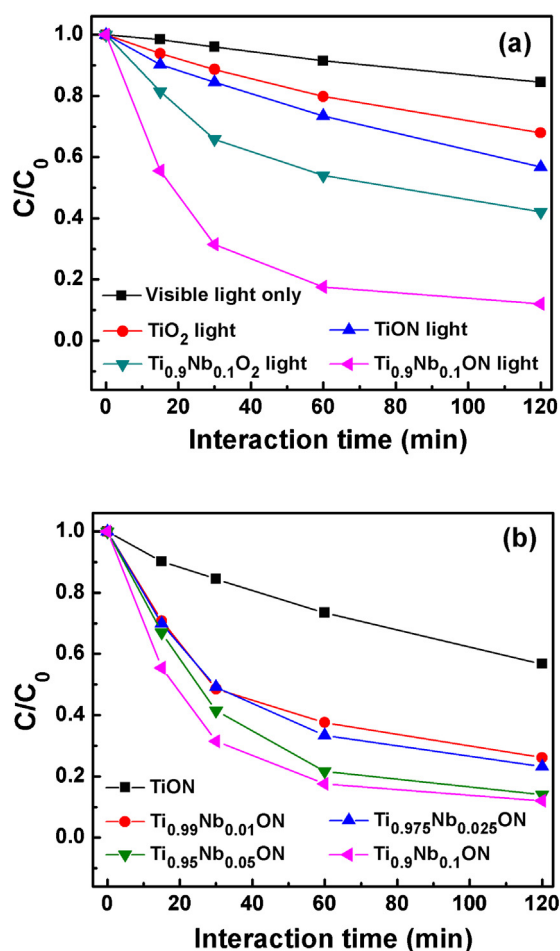 (a)
1.0
0.8
0.6
0.4
0.2
0.0
C/C₀
Visible light only
TiO₂ light
TiON light
Ti₀.₉Nb₀.₁O₂ light
Ti₀.₉Nb₀.₁ON light
0 20 40 60 80 100 120
Interaction time (min)
(b)
1.0
0.8
0.6
0.4
0.2
0.0
C/C₀
TiON
Ti₀.₉₉Nb₀.₀₁ON
Ti₀.₉₇₅Nb₀.₀₂₅ON
Ti₀.₉₅Nb₀.₀₅ON
Ti₀.₉Nb₀.₁ON
0 20 40 60 80 100 120
Interaction time (min)